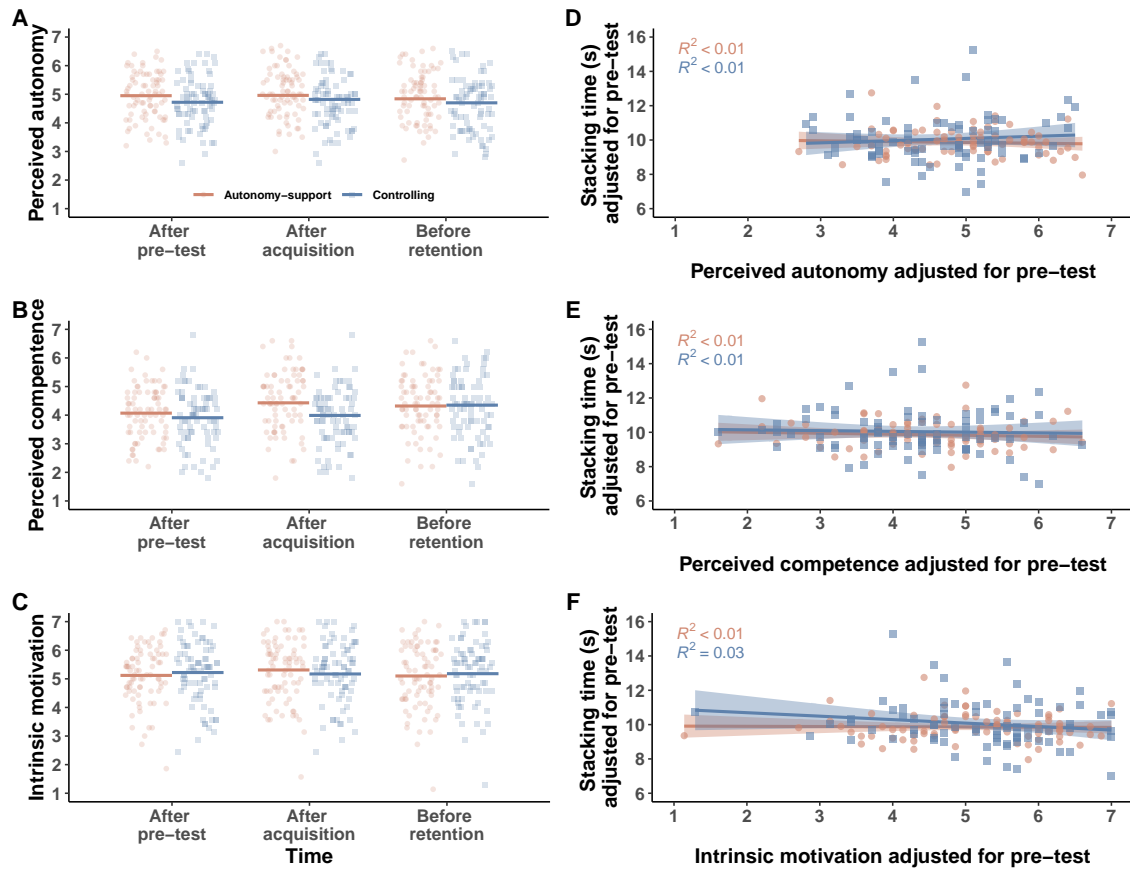 A
Perceived autonomy
7
6
5
4
3
2
1
Autonomy−support
Controlling
After
pre−test
After
acquisition
Before
retention
D
Stacking time (s)
adjusted for pre−test
16
14
12
10
8
6
R² < 0.01
R² < 0.01
1 2 3 4 5 6 7
Perceived autonomy adjusted for pre−test
B
Perceived compentence
7
6
5
4
3
2
1
After
pre−test
After
acquisition
Before
retention
E
Stacking time (s)
adjusted for pre−test
16
14
12
10
8
6
R² < 0.01
R² < 0.01
1 2 3 4 5 6 7
Perceived competence adjusted for pre−test
C
Intrinsic motivation
7
6
5
4
3
2
1
After
pre−test
After
acquisition
Before
retention
Time
F
Stacking time (s)
adjusted for pre−test
16
14
12
10
8
6
R² < 0.01
R² = 0.03
1 2 3 4 5 6 7
Intrinsic motivation adjusted for pre−test